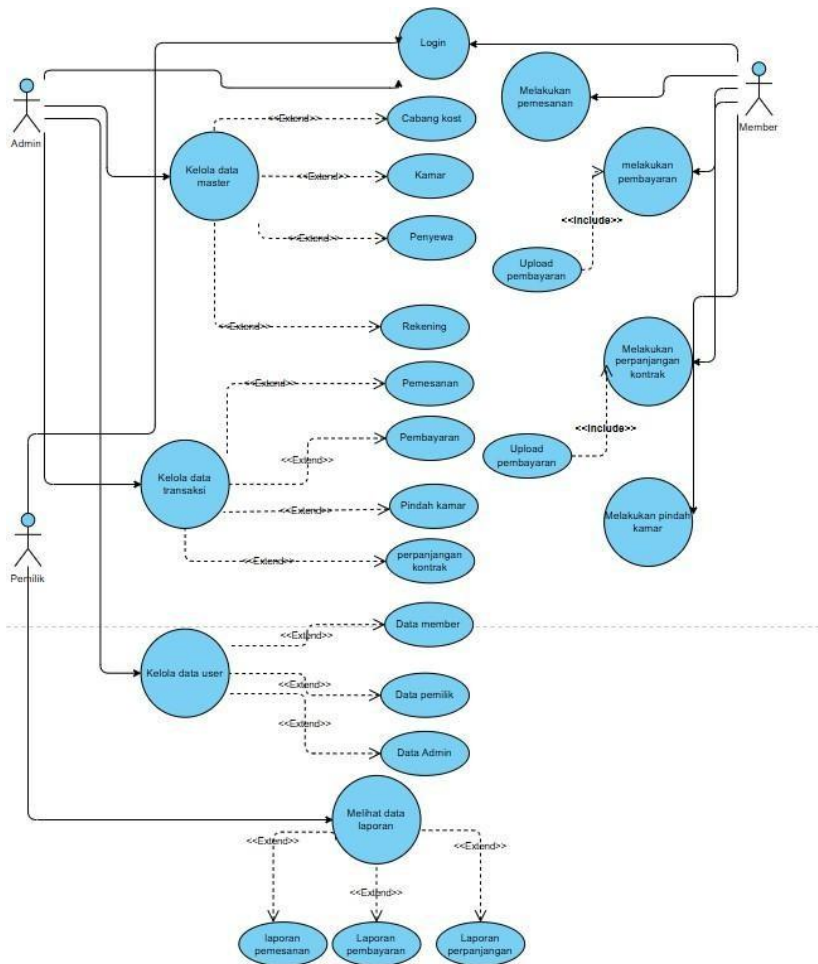 Login
Melakukan
pemesanan
Admin
Member
<<Extend>>
Cabang kost
Kelola data
master
<<Extend>>
Kamar
melakukan
pembayaran
<<Include>>
<<Extend>>
Penyewa
Upload
pembayaran
<<Extend>>
Rekening
Melakukan
perpanjangan
kontrak
<<Extend>>
Pemesanan
<<Include>>
Pembayaran
<<Extend>>
Upload
pembayaran
Kelola data
transaksi
<<Extend>>
Pindah kamar
Melakukan pindah
kamar
<<Extend>>
perpanjangan
kontrak
Pemilik
<<Extend>>
Data member
Kelola data user
<<Extend>>
Data pemilik
<<Extend>>
Data Admin
Melihat data
laporan
<<Extend>>
<<Extend>>
<<Extend>>
laporan
pemesanan
Laporan
pembayaran
Laporan
perpanjangan